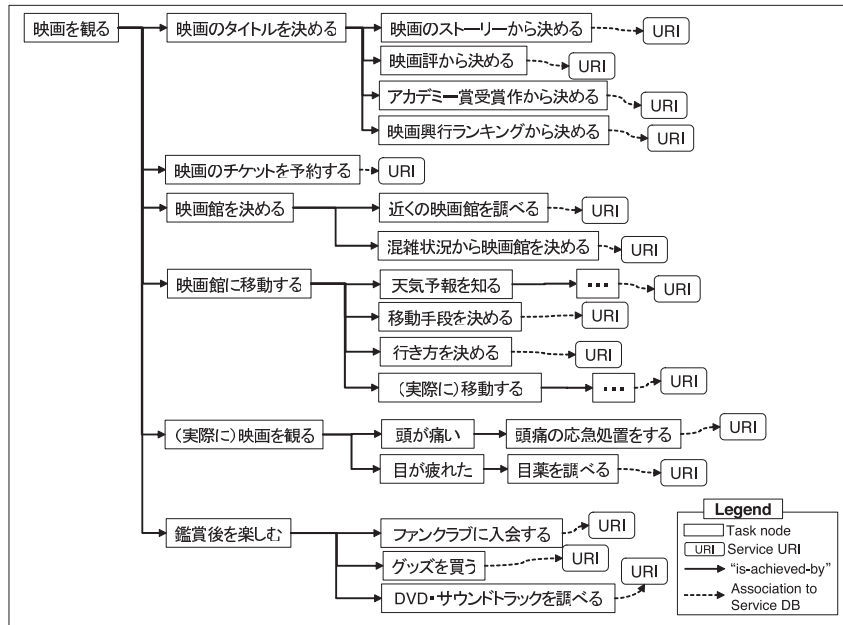 映画を観る
映画のタイトルを決める
映画のストーリーから決める
URI
映画評から決める
URI
アカデミー賞受賞作から決める
URI
映画興行ランキングから決める
URI
映画のチケットを予約する
URI
映画館を決める
近くの映画館を調べる
URI
混雑状況から映画館を決める
URI
映画館に移動する
天気予報を知る
...
URI
移動手段を決める
URI
行き方を決める
URI
(実際に)移動する
...
URI
(実際に)映画を観る
頭が痛い
頭痛の応急処置をする
URI
目が疲れた
目薬を調べる
URI
鑑賞後を楽しむ
ファンクラブに入会する
URI
グッズを買う
URI
DVD・サウンドトラックを調べる
URI
Legend
Task node
URI Service URI
"is-achieved-by"
Association to
Service DB